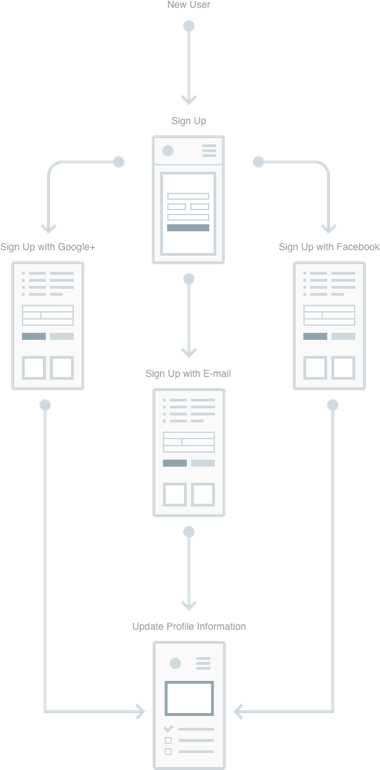 New User
Sign Up
Sign Up with Google+
Sign Up with Facebook
Sign Up with E-mail
Update Profile Information